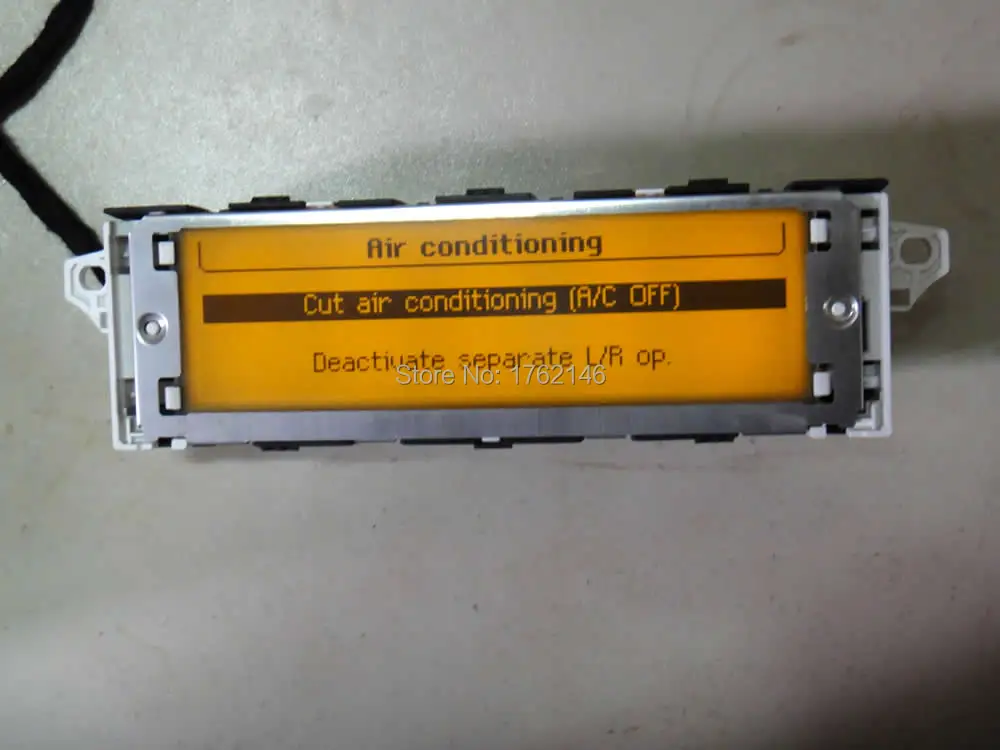 Air conditioning
Cut air conditioning (A/C OFF)
Deactivate separate L/R op.
Store No: 1762146